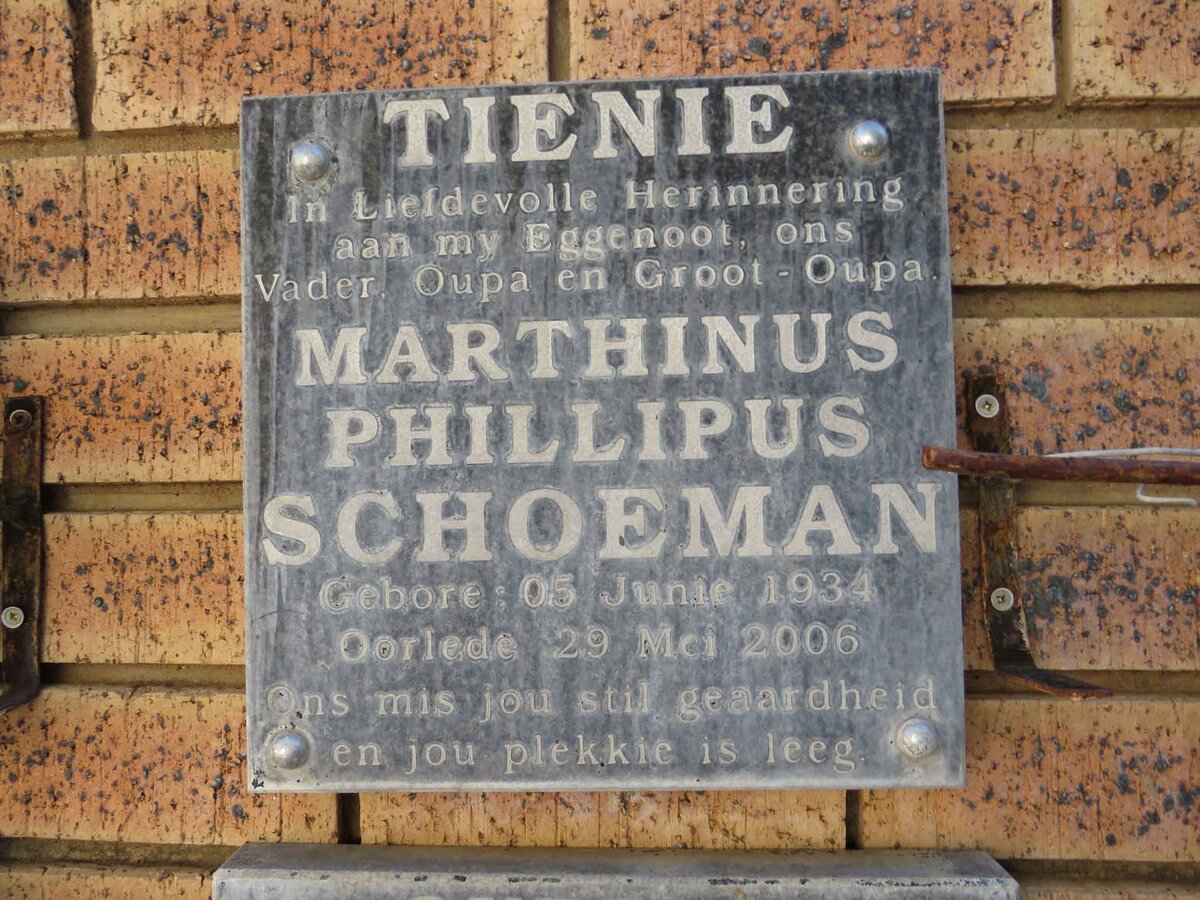 TIENIE
In Liefdevolle Herinnering
aan my Eggenoot, ons
Vader, Oupa en Groot-Oupa.
MARTHINUS
PHILLIPUS
SCHOEMAN
Gebore: 05 Junie 1934
Oorlede 29 Mei 2006
Ons mis jou stil geaardheid
en jou plekkie is leeg.